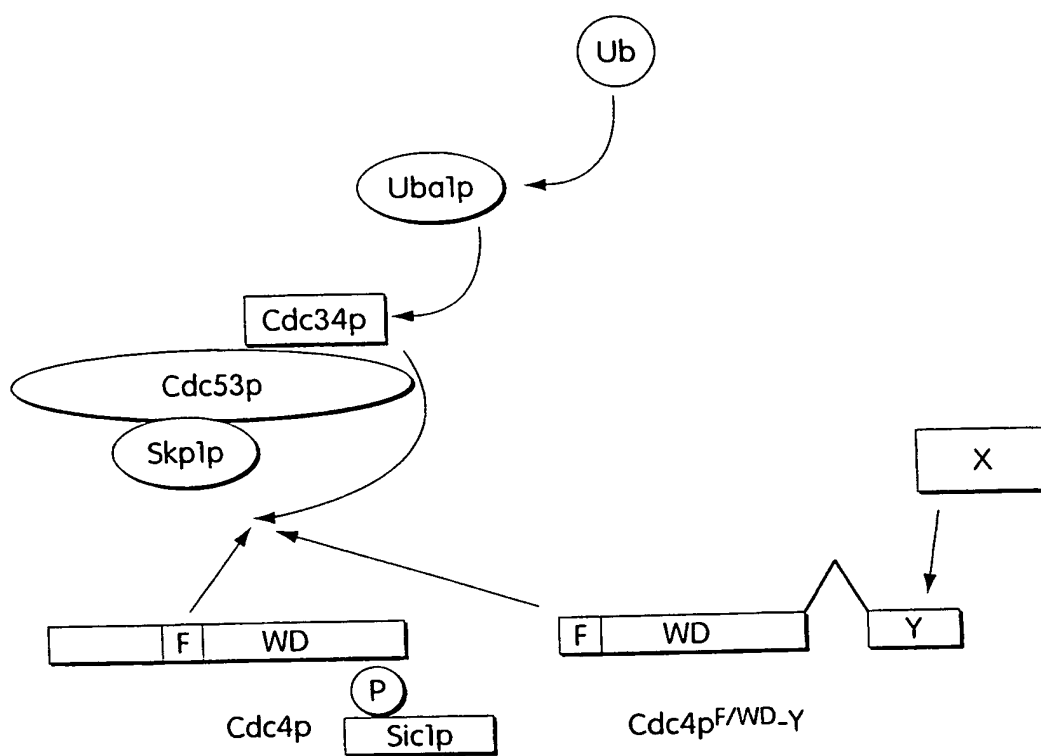 Ub
Uba1p
Cdc34p
Cdc53p
Skp1p
X
F WD
F WD
Y
P
Cdc4p
Sic1p
Cdc4pF/WD-Y